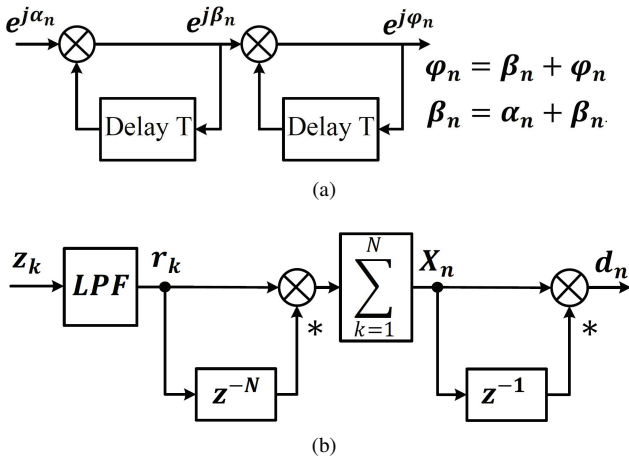 e^{jα_n} e^{jβ_n} e^{jφ_n}
φ_n = β_n + φ_n
β_n = α_n + β_n.
Delay T Delay T
(a)
z_k LPF r_k N ∑ k=1 X_n d_n
* *
z^{-N} z^{-1}
(b)